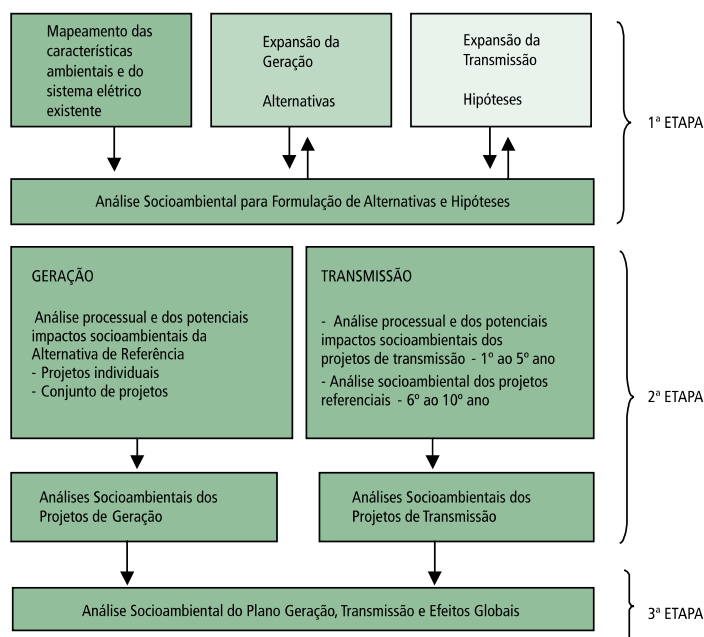 Mapeamento das
características
ambientais e do
sistema elétrico
existente
Expansão da
Geração
Alternativas
Expansão da
Transmissão
Hipóteses
1ª ETAPA
Análise Socioambiental para Formulação de Alternativas e Hipóteses
GERAÇÃO
Análise processual e dos potenciais
impactos socioambientais da
Alternativa de Referência
- Projetos individuais
- Conjunto de projetos
TRANSMISSÃO
- Análise processual e dos potenciais
impactos socioambientais dos
projetos de transmissão - 1º ao 5º ano
- Análise socioambiental dos projetos
referenciais - 6º ao 10º ano
2ª ETAPA
Análises Socioambientais dos
Projetos de Geração
Análises Socioambientais dos
Projetos de Transmissão
Análise Socioambiental do Plano Geração, Transmissão e Efeitos Globais
3ª ETAPA